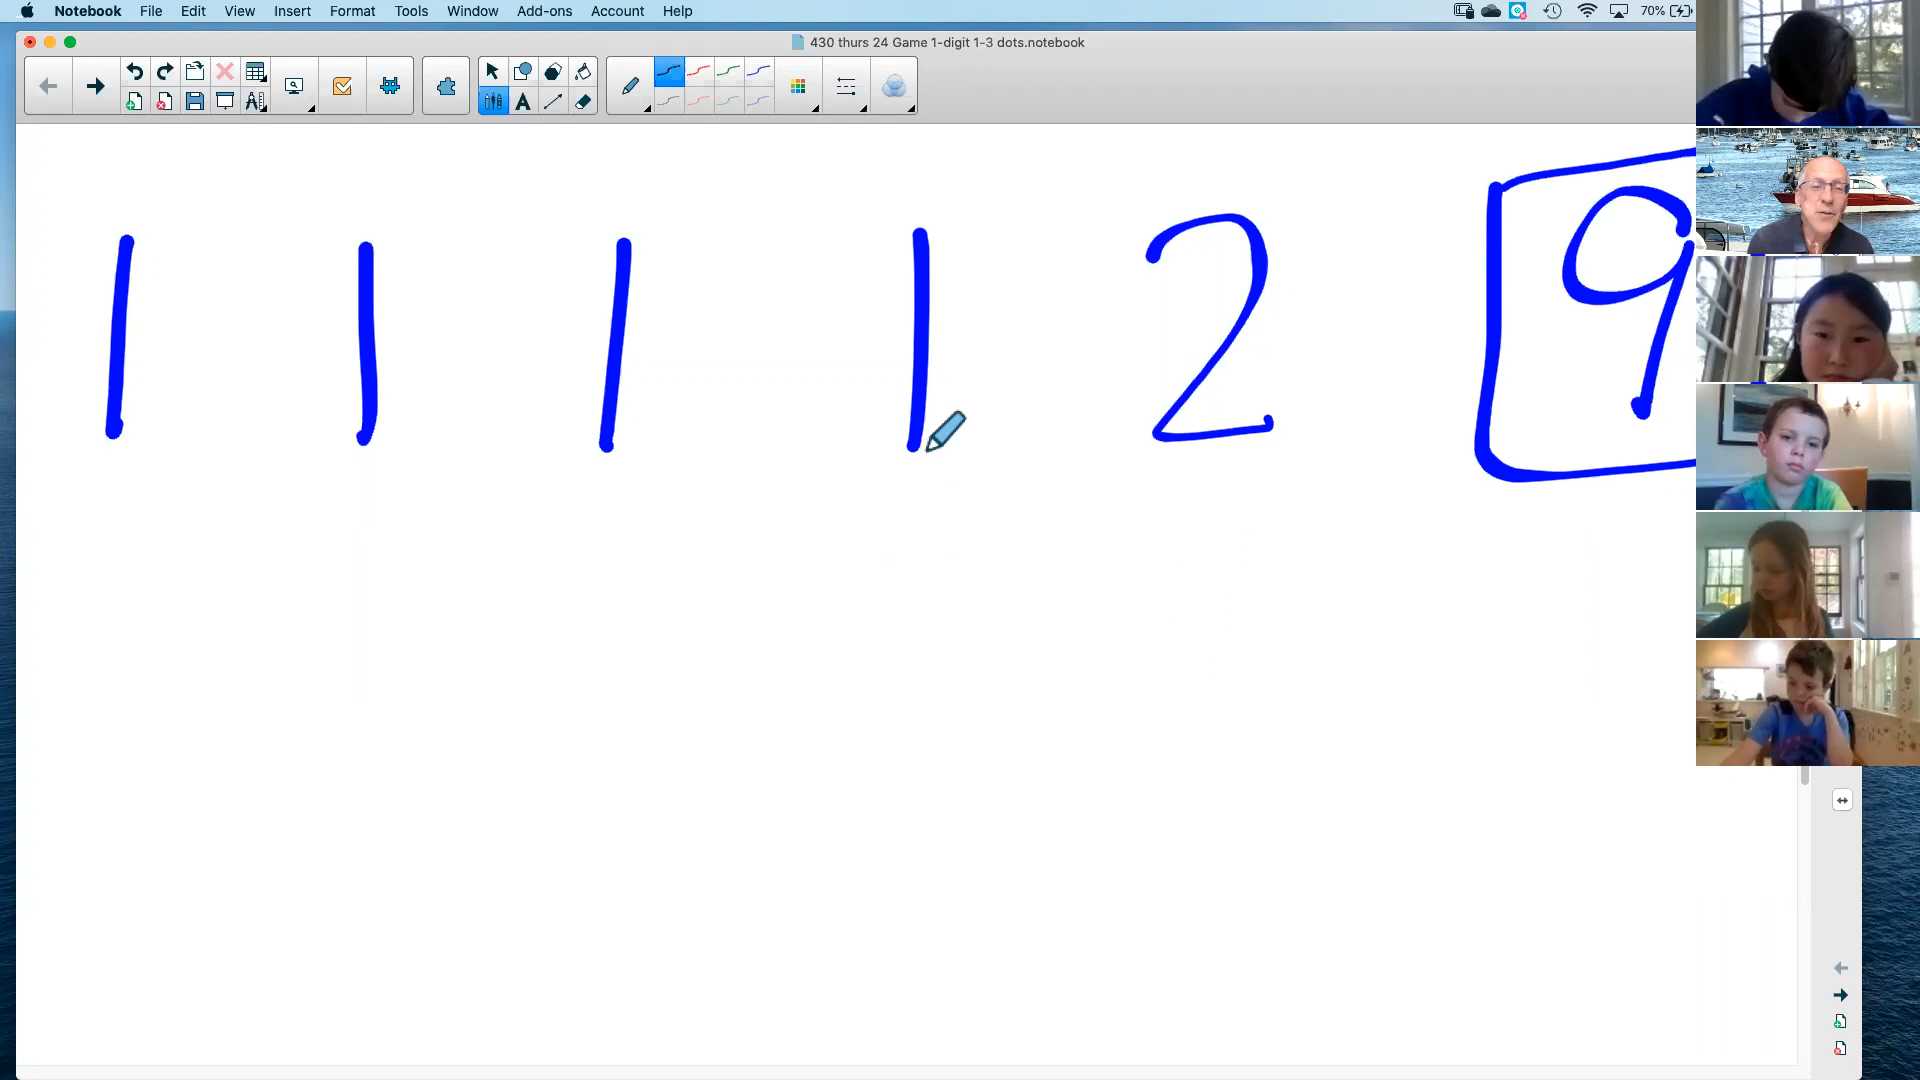 Notebook File Edit View Insert Format Tools Window Add-ons Account Help 70%
430 thurs 24 Game 1-digit 1-3 dots.notebook
A
1 1 1 1 2 9